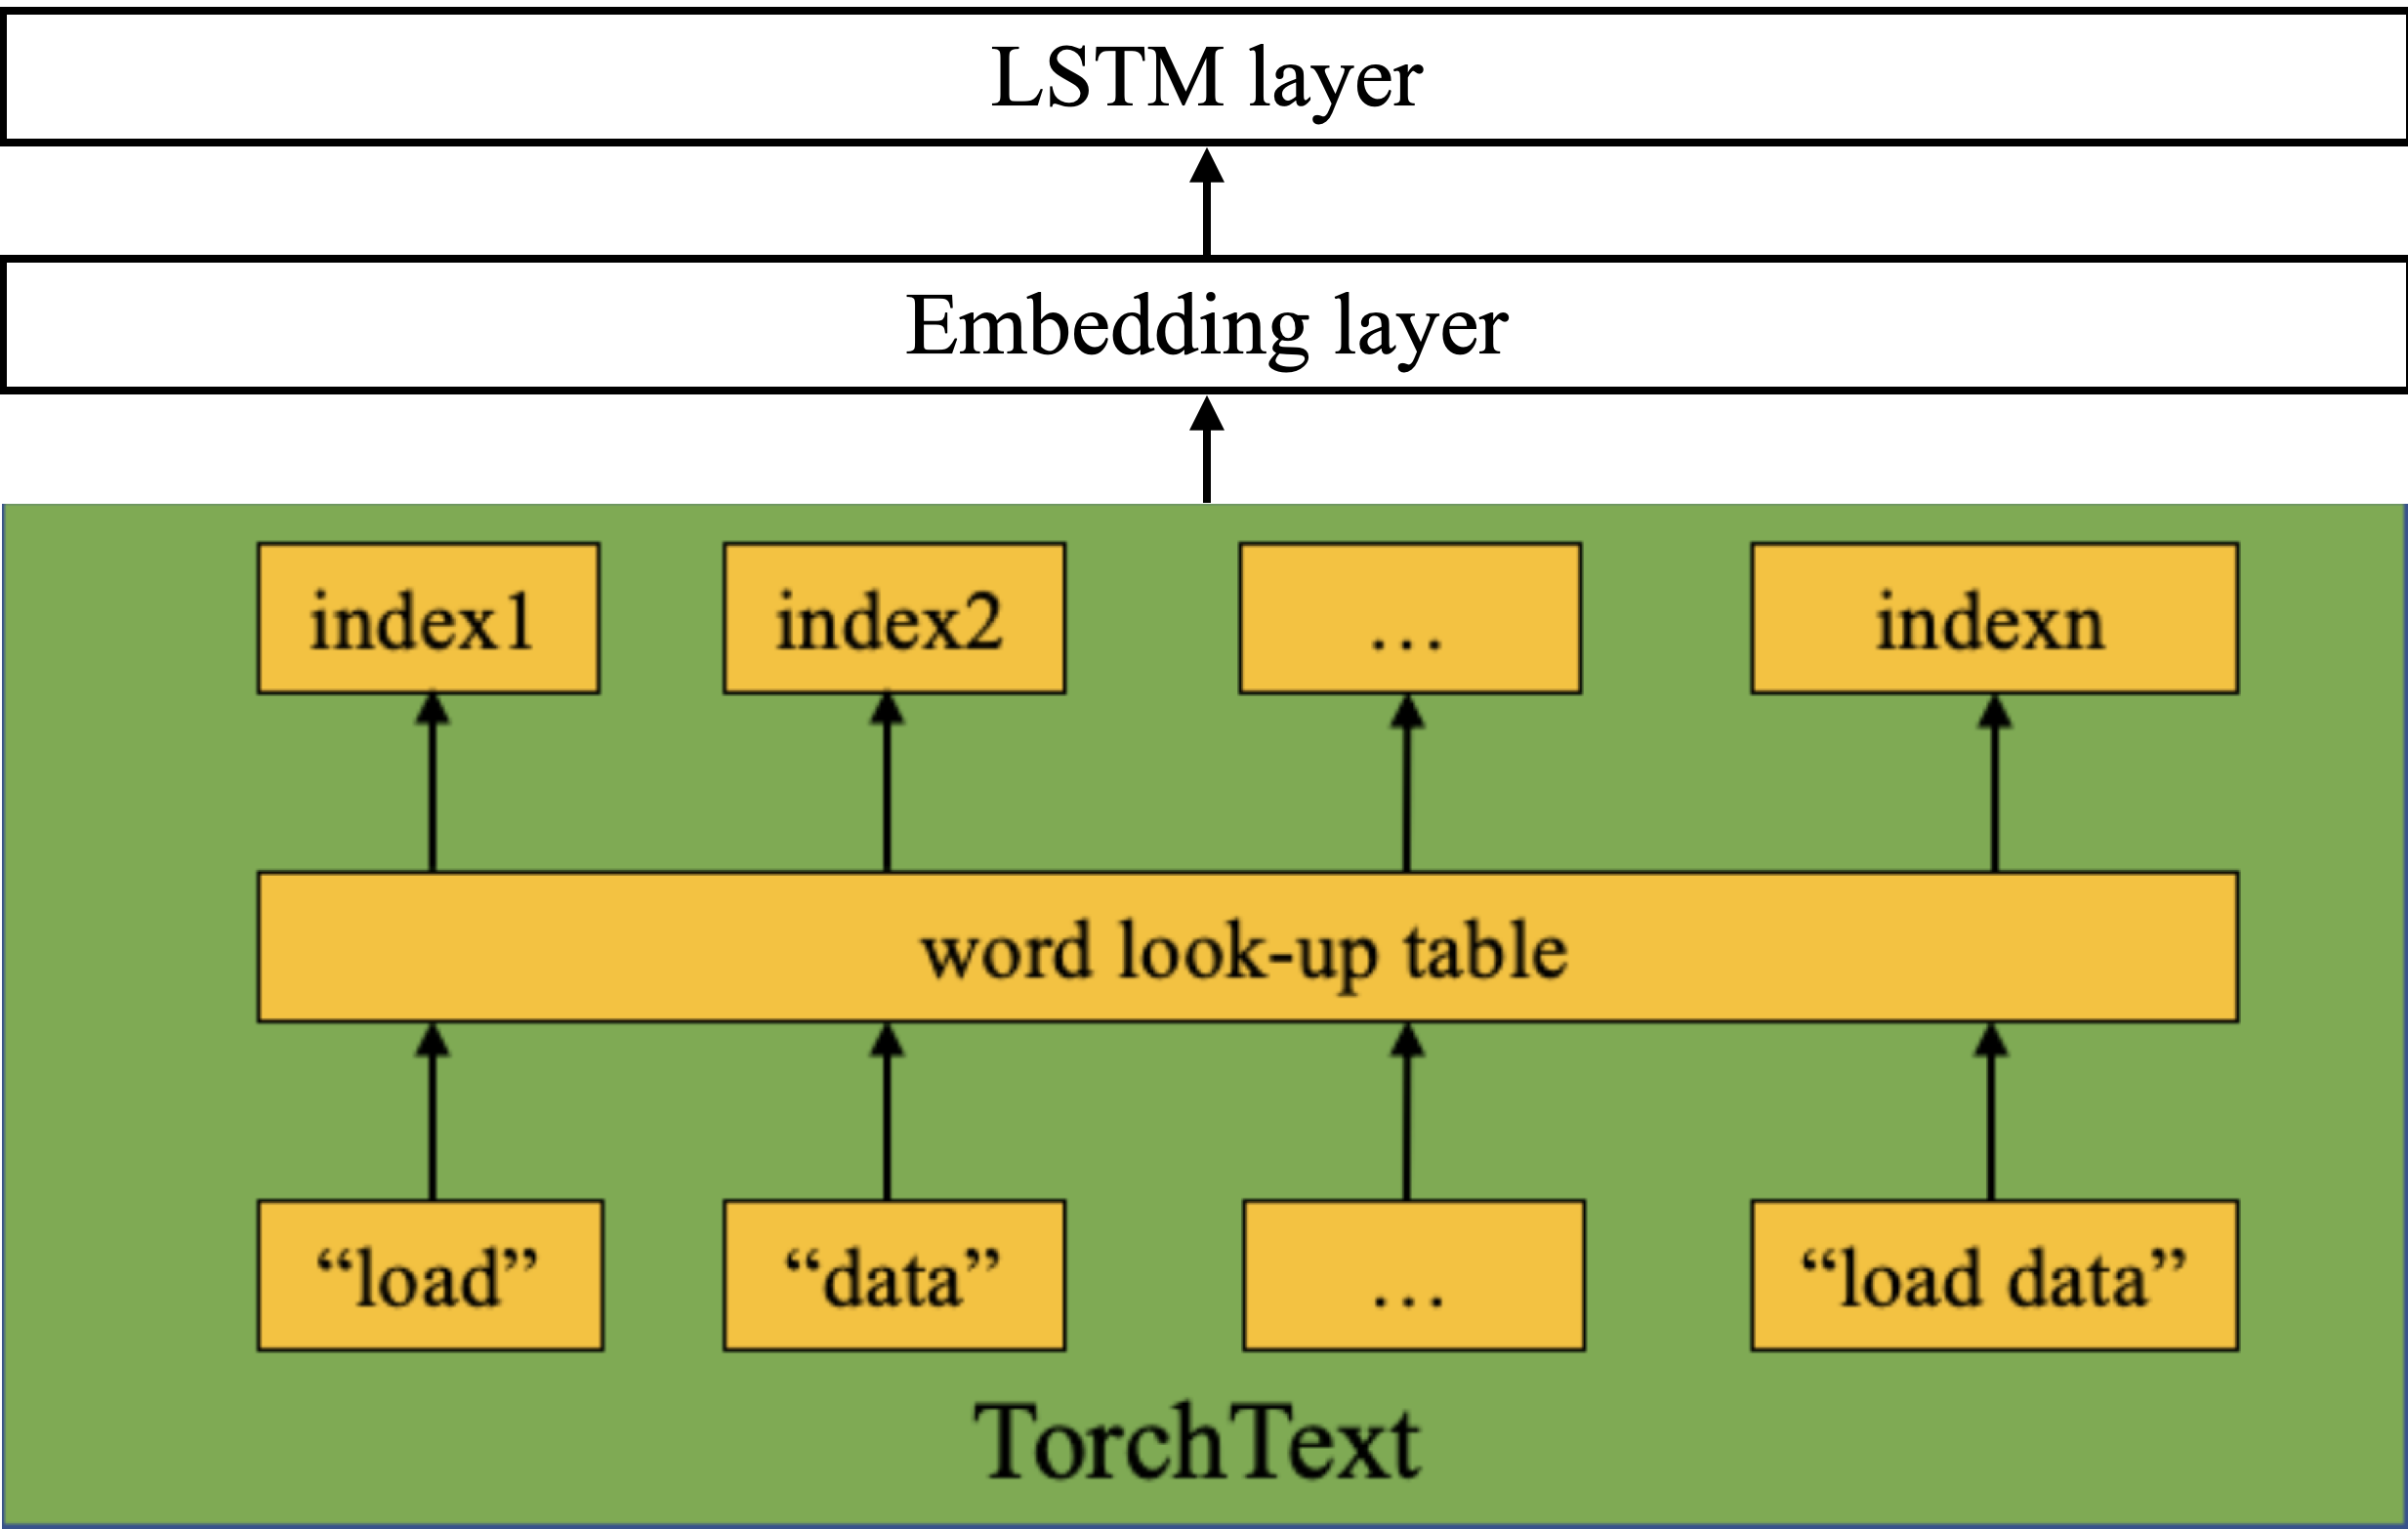 LSTM layer
Embedding layer
index1 index2 … indexn
word look-up table
“load” “data” … “load data”
TorchText